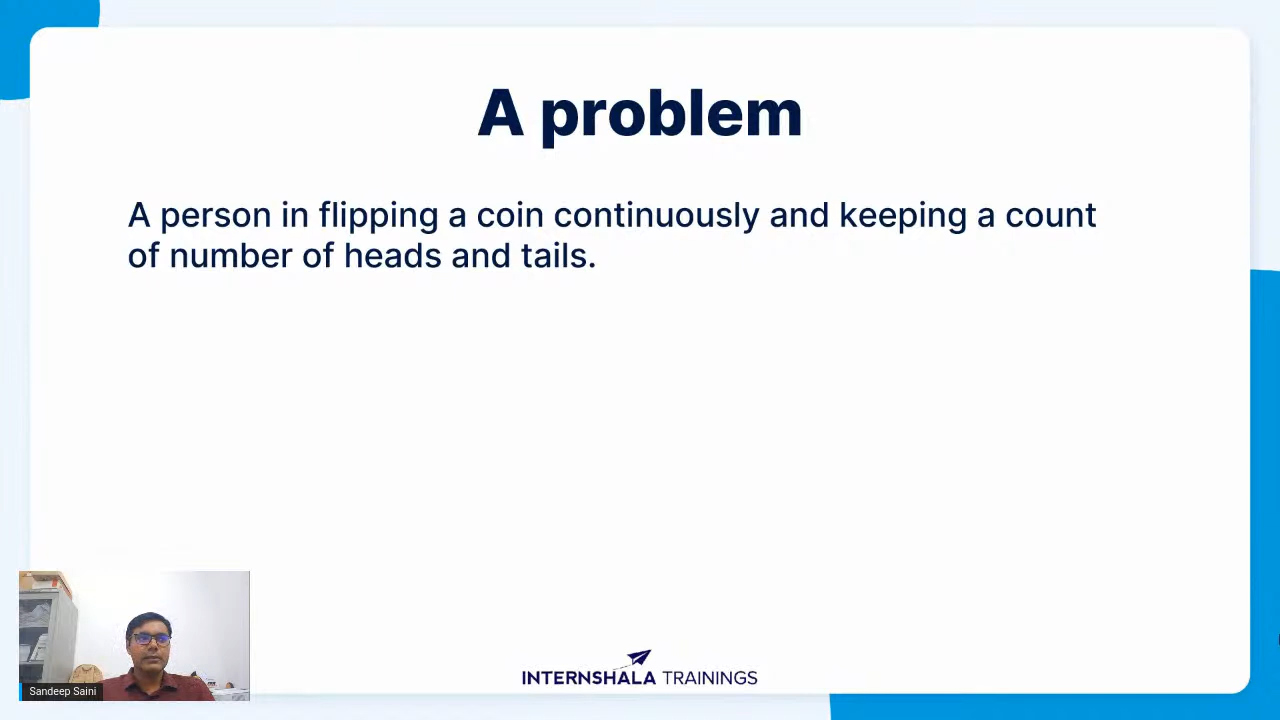 A problem
A person in flipping a coin continuously and keeping a count
of number of heads and tails.
Sandeep Saini
INTERNSHALA TRAININGS